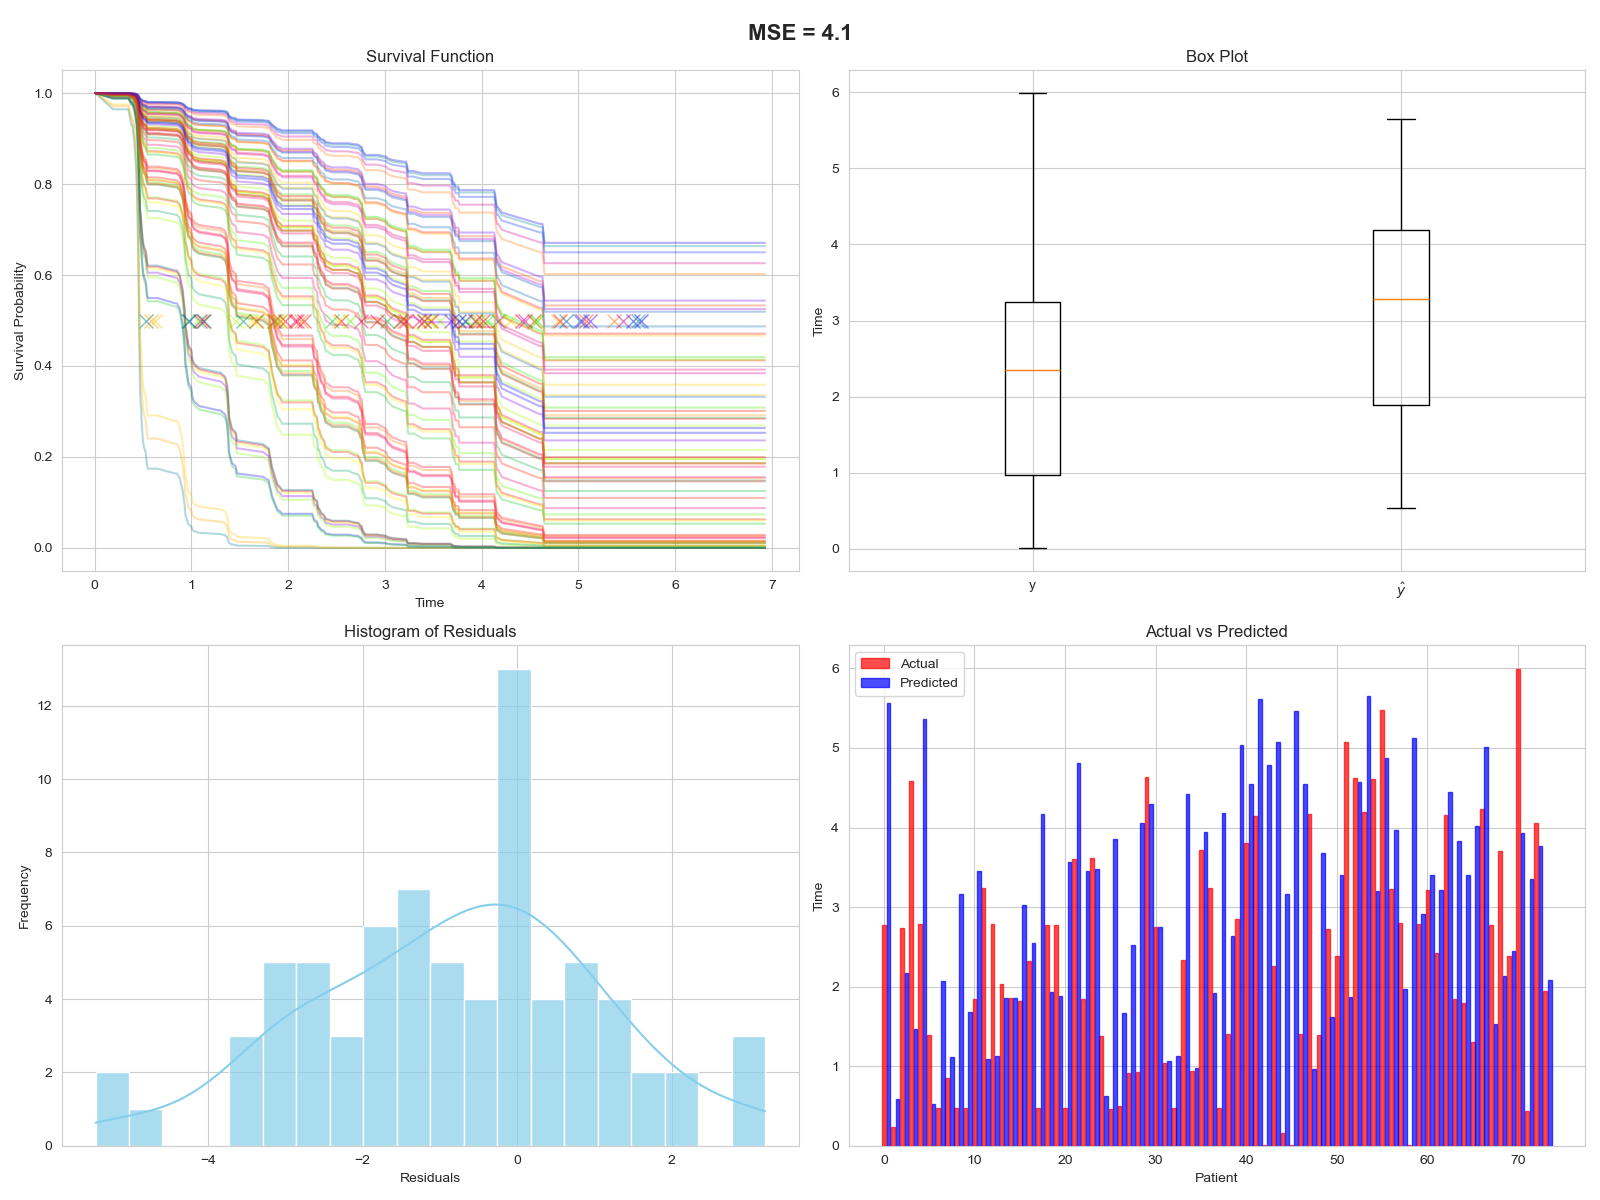 MSE = 4.1
Survival Function
Survival Probability
1.0
0.8
0.6
0.4
0.2
0.0
0 1 2 3 4 5 6 7
Time
Box Plot
Time
6
5
4
3
2
1
0
y ŷ
Histogram of Residuals
Frequency
12
10
8
6
4
2
0
−4 −2 0 2
Residuals
Actual vs Predicted
Actual
Predicted
Time
6
5
4
3
2
1
0
0 10 20 30 40 50 60 70
Patient